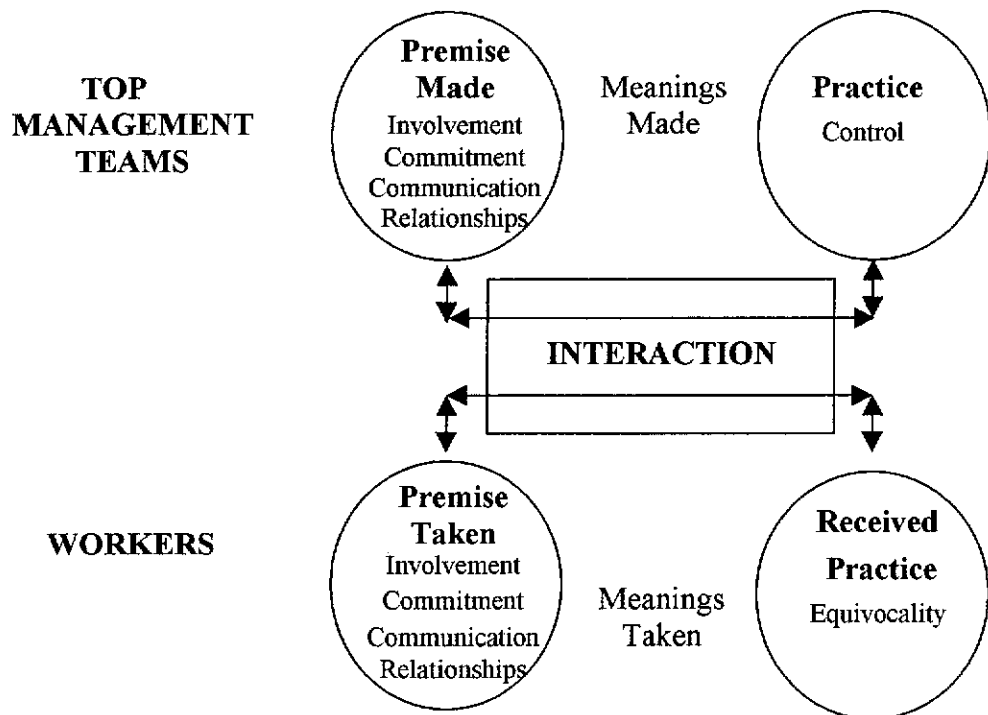 TOP
MANAGEMENT
TEAMS
Premise
Made
Involvement
Commitment
Communication
Relationships
Meanings
Made
Practice
Control
INTERACTION
WORKERS
Premise
Taken
Involvement
Commitment
Communication
Relationships
Meanings
Taken
Received
Practice
Equivocality